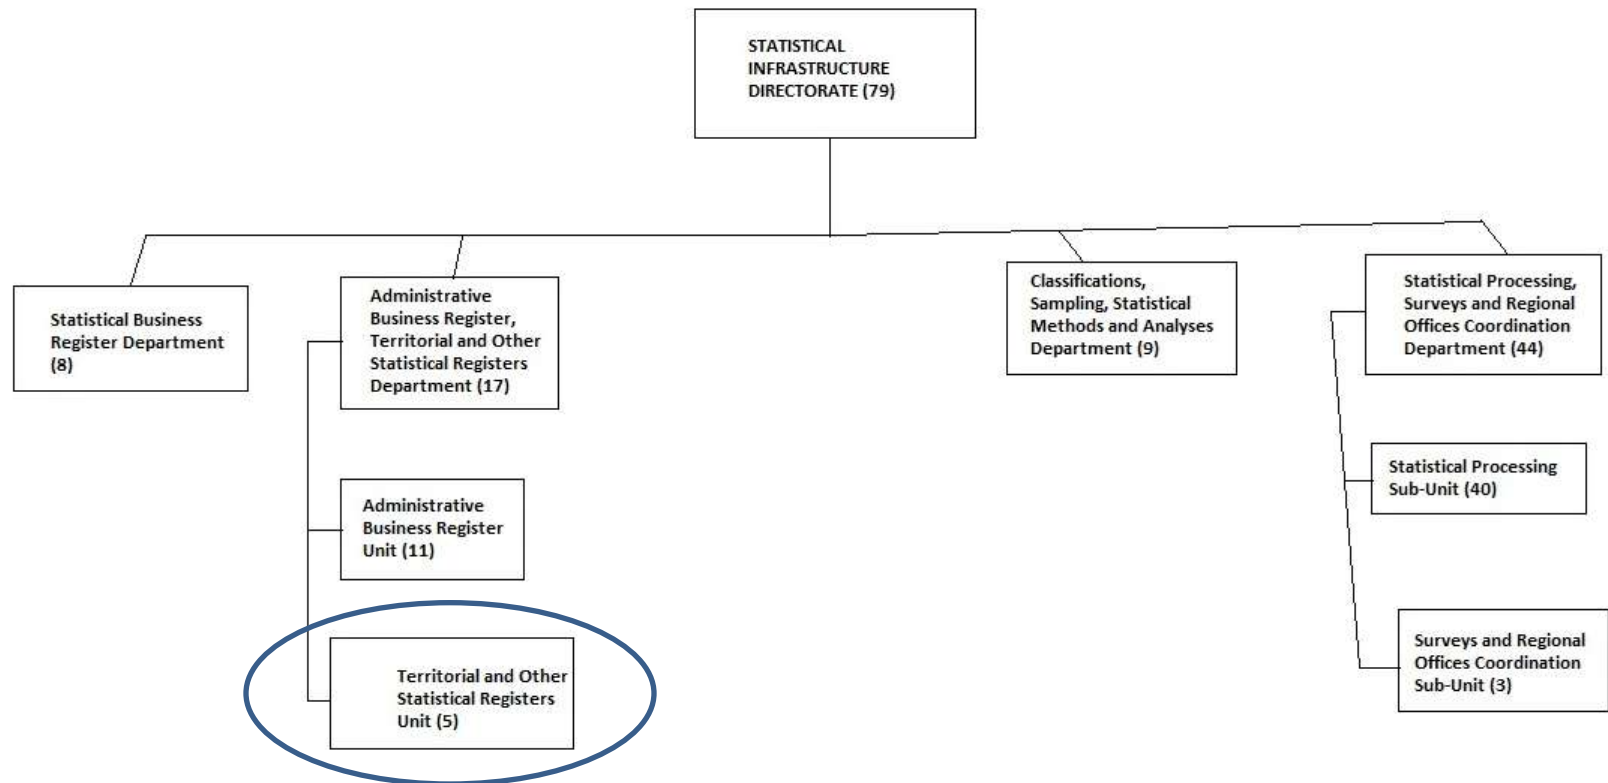 STATISTICAL
INFRASTRUCTURE
DIRECTORATE (79)
Statistical Business
Register Department
(8)
Administrative
Business Register,
Territorial and Other
Statistical Registers
Department (17)
Classifications,
Sampling, Statistical
Methods and Analyses
Department (9)
Statistical Processing,
Surveys and Regional
Offices Coordination
Department (44)
Administrative
Business Register
Unit (11)
Statistical Processing
Sub-Unit (40)
Territorial and Other
Statistical Registers
Unit (5)
Surveys and Regional
Offices Coordination
Sub-Unit (3)